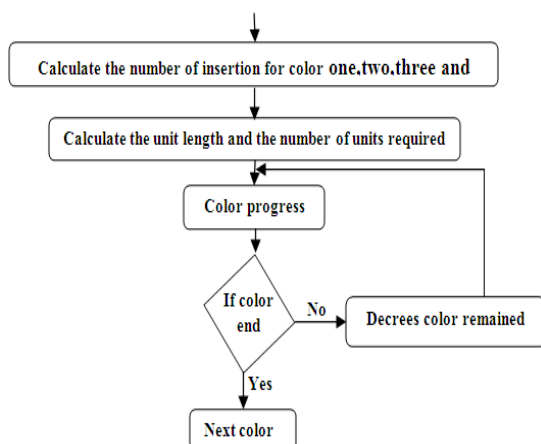 Calculate the number of insertion for color one.two.three and
Calculate the unit length and the number of units required
Color progress
If color
end
No
Decrees color remained
Yes
Next color